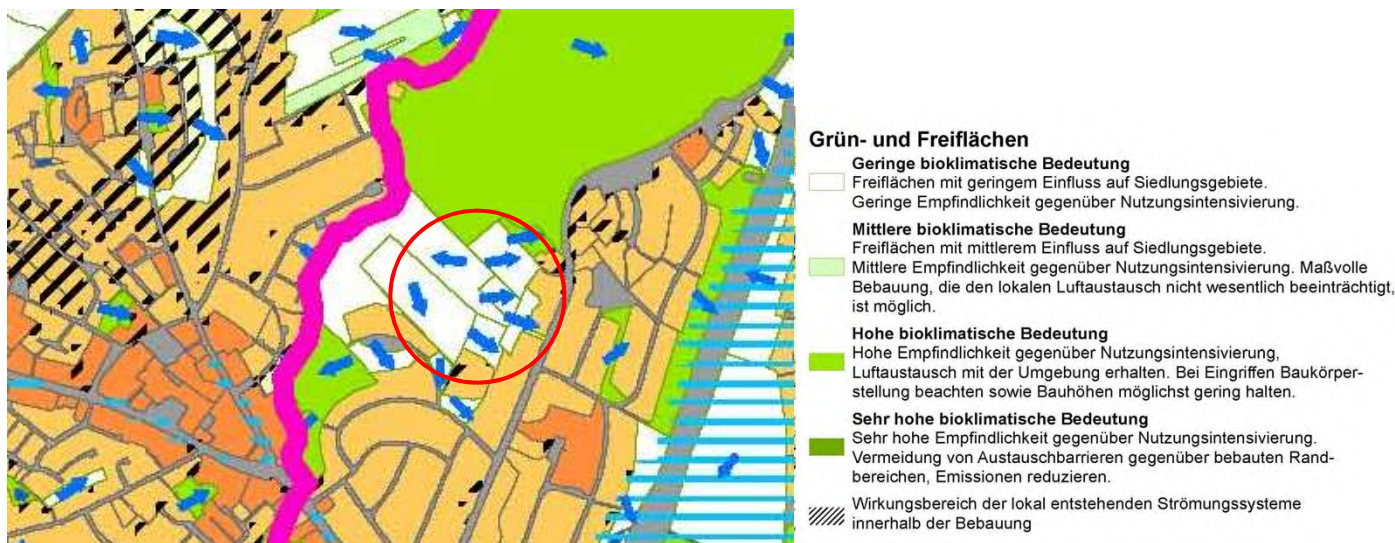 Grün- und Freiflächen
Geringe bioklimatische Bedeutung
Freiflächen mit geringem Einfluss auf Siedlungsgebiete.
Geringe Empfindlichkeit gegenüber Nutzungsintensivierung.
Mittlere bioklimatische Bedeutung
Freiflächen mit mittlerem Einfluss auf Siedlungsgebiete.
Mittlere Empfindlichkeit gegenüber Nutzungsintensivierung. Maßvolle
Bebauung, die den lokalen Luftaustausch nicht wesentlich beeinträchtigt,
ist möglich.
Hohe bioklimatische Bedeutung
Hohe Empfindlichkeit gegenüber Nutzungsintensivierung,
Luftaustausch mit der Umgebung erhalten. Bei Eingriffen Baukörper-
stellung beachten sowie Bauhöhen möglichst gering halten.
Sehr hohe bioklimatische Bedeutung
Sehr hohe Empfindlichkeit gegenüber Nutzungsintensivierung.
Vermeidung von Austauschbarrieren gegenüber bebauten Rand-
bereichen, Emissionen reduzieren.
Wirkungsbereich der lokal entstehenden Strömungssysteme
innerhalb der Bebauung